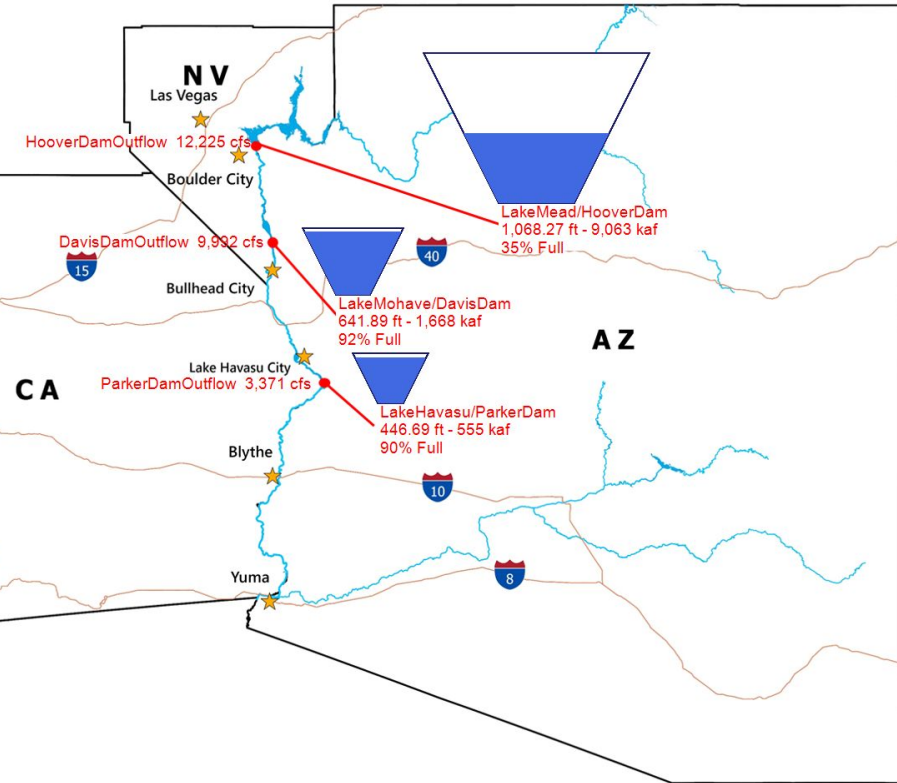 NV
Las Vegas
HooverDamOutflow 12,225 cfs
Boulder City
LakeMead/HooverDam
1,068.27 ft - 9,063 kaf
35% Full
DavisDamOutflow 9,992 cfs
15
40
Bullhead City
LakeMohave/DavisDam
641.89 ft - 1,668 kaf
92% Full
AZ
Lake Havasu City
ParkerDamOutflow 3,371 cfs
CA
LakeHavasu/ParkerDam
446.69 ft - 555 kaf
90% Full
Blythe
10
Yuma
8